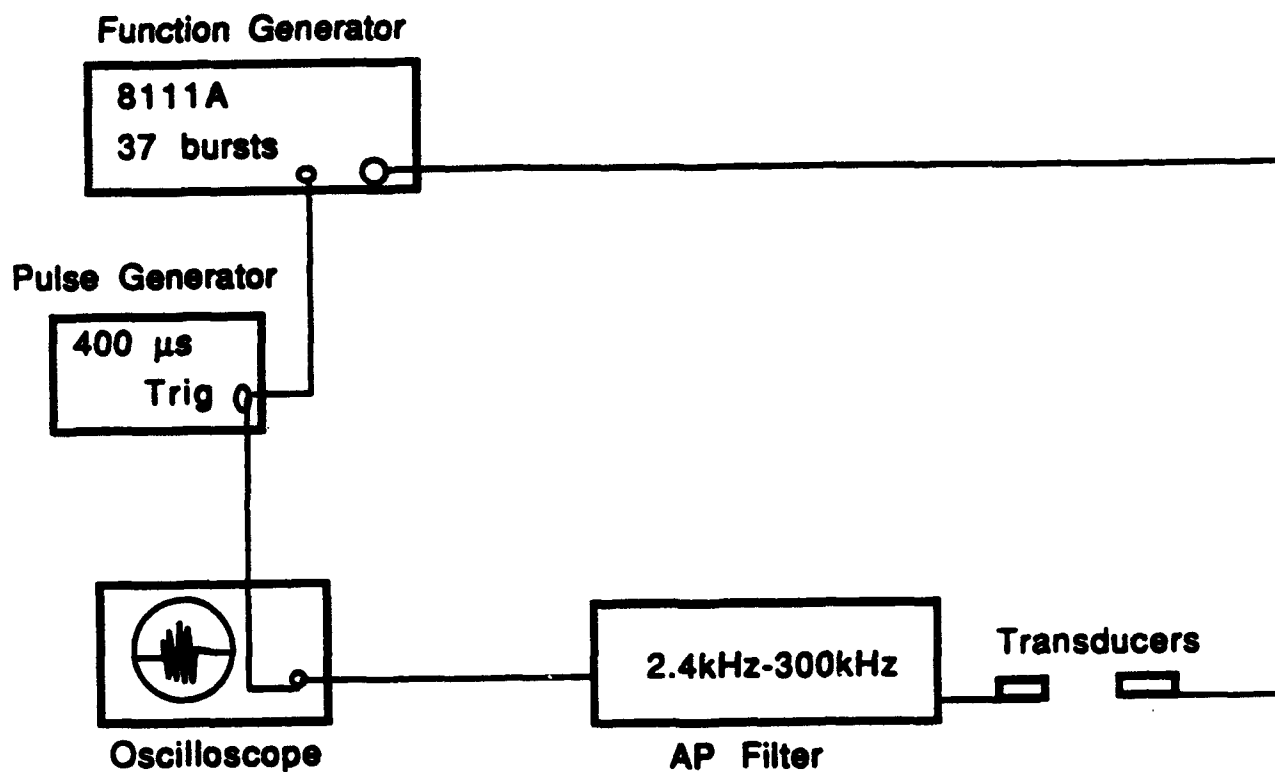 Function Generator
8111A
37 bursts
Pulse Generator
400 μs
Trig
2.4kHz-300kHz
Transducers
Oscilloscope
AP Filter